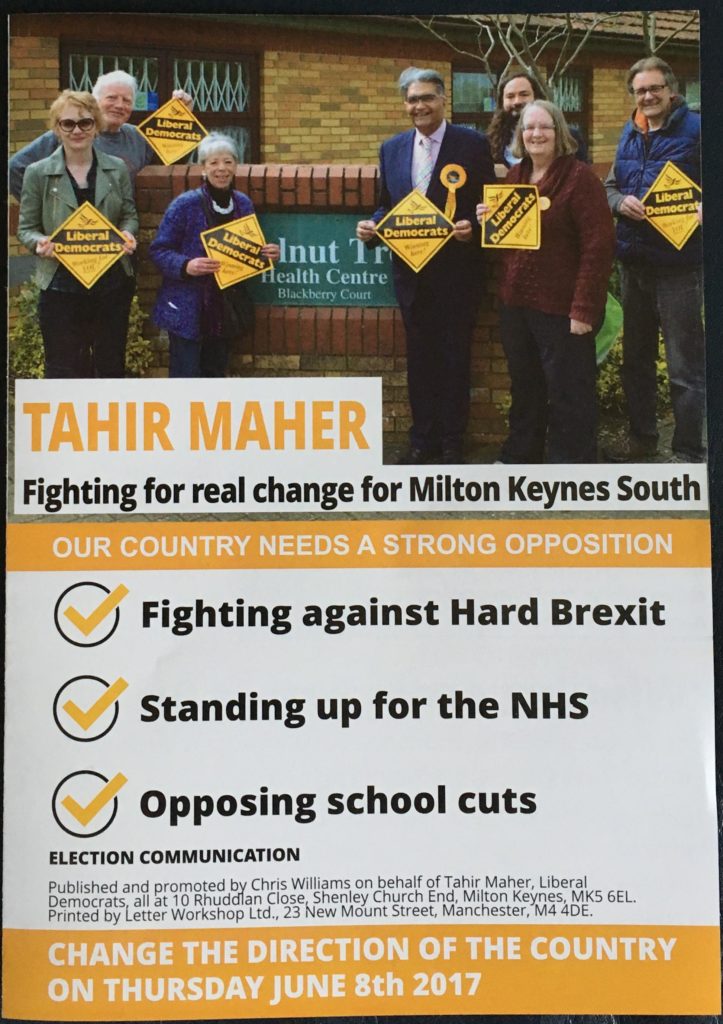 Liberal
Democrats
Liberal
Democrats
Liberal
Democrats
Liberal
Democrats
Winning
here!
Liberal
Democrats
Liberal
Democrats
lnut Tr
Health Centre
Blackberry Court
TAHIR MAHER
Fighting for real change for Milton Keynes South
OUR COUNTRY NEEDS A STRONG OPPOSITION
Fighting against Hard Brexit
Standing up for the NHS
Opposing school cuts
ELECTION COMMUNICATION
Published and promoted by Chris Williams on behalf of Tahir Maher, Liberal
Democrats, all at 10 Rhuddlan Close, Shenley Church End, Milton Keynes, MK5 6EL.
Printed by Letter Workshop Ltd., 23 New Mount Street, Manchester, M4 4DE.
CHANGE THE DIRECTION OF THE COUNTRY
ON THURSDAY JUNE 8th 2017